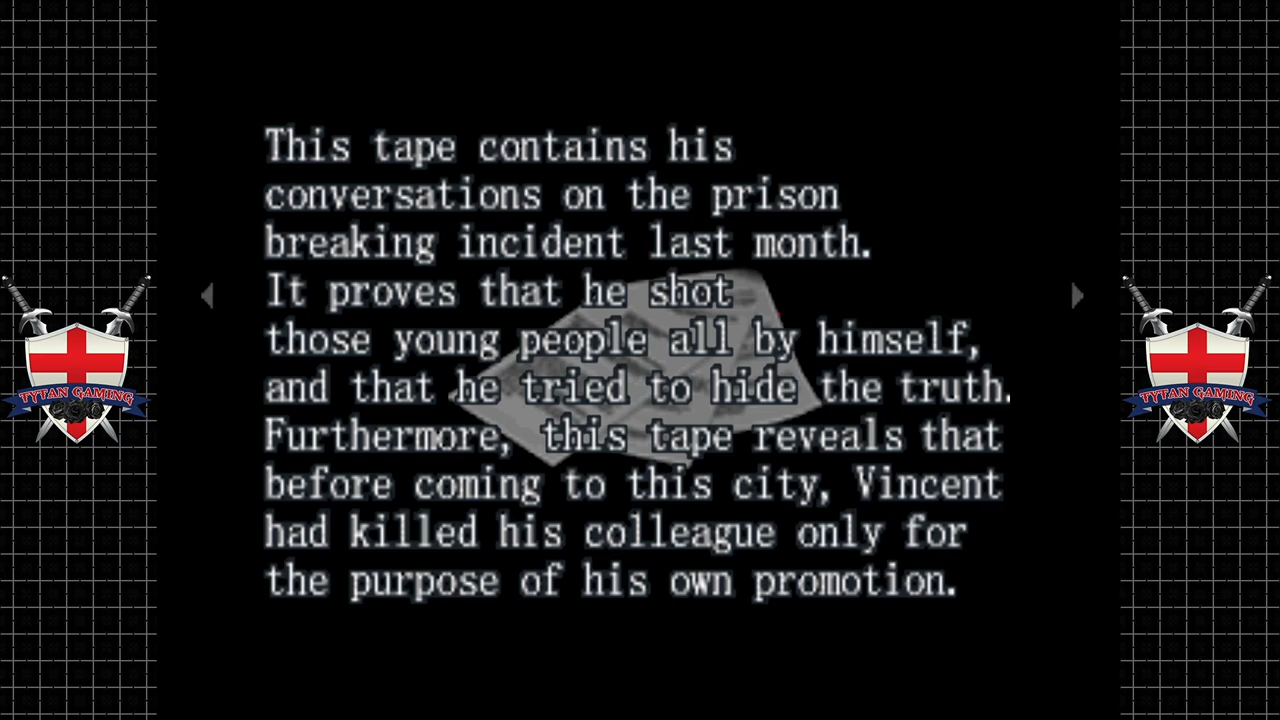 This tape contains his
conversations on the prison
breaking incident last month.
It proves that he shot
those young people all by himself,
and that he tried to hide the truth.
Furthermore, this tape reveals that
before coming to this city, Vincent
had killed his colleague only for
the purpose of his own promotion.
TYTAN GAMING
TYTAN GAMING